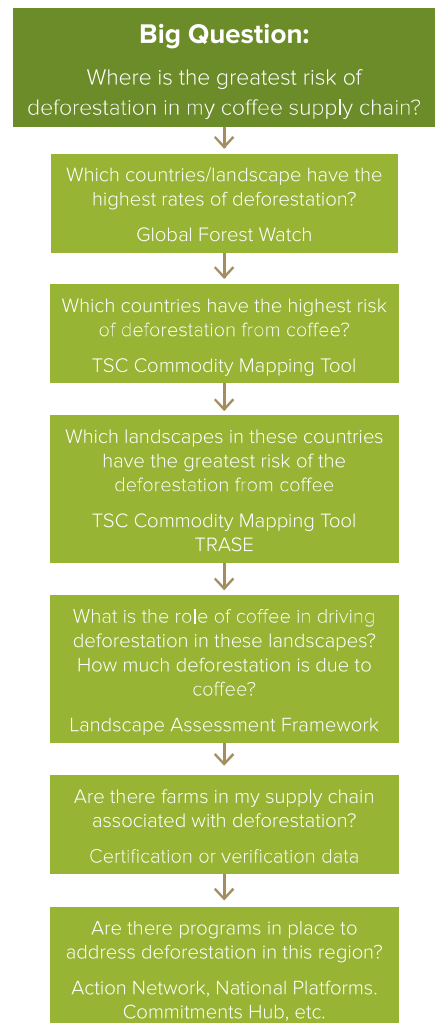 Big Question:
Where is the greatest risk of
deforestation in my coffee supply chain?
Which countries/landscape have the
highest rates of deforestation?
Global Forest Watch
Which countries have the highest risk
of deforestation from coffee?
TSC Commodity Mapping Tool
Which landscapes in these countries
have the greatest risk of the
deforestation from coffee
TSC Commodity Mapping Tool
TRASE
What is the role of coffee in driving
deforestation in these landscapes?
How much deforestation is due to
coffee?
Landscape Assessment Framework
Are there farms in my supply chain
associated with deforestation?
Certification or verification data
Are there programs in place to
address deforestation in this region?
Action Network, National Platforms.
Commitments Hub, etc.